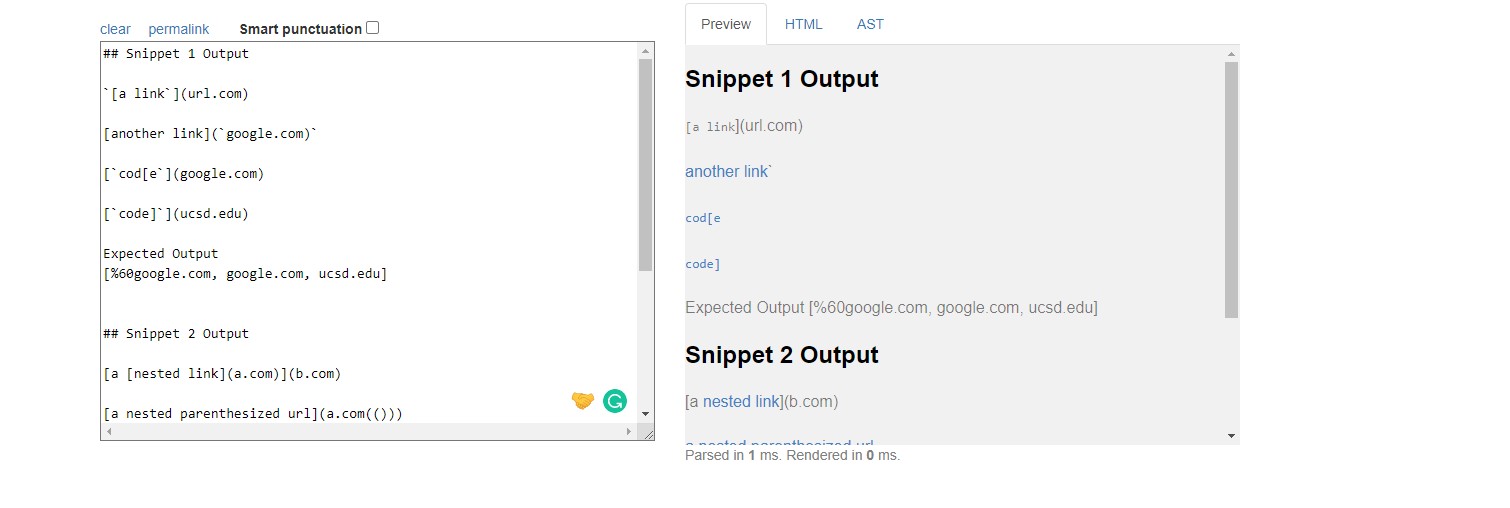 clear permalink Smart punctuation
## Snippet 1 Output
`[a link`](url.com)
[another link](`google.com)`
[`cod[e`](google.com)
[`code]`](ucsd.edu)
Expected Output
[%60google.com, google.com, ucsd.edu]
## Snippet 2 Output
[a [nested link](a.com)](b.com)
[a nested parenthesized url](a.com(()))
Preview HTML AST
Snippet 1 Output
[a link](url.com)
another link`
cod[e
code]
Expected Output [%60google.com, google.com, ucsd.edu]
Snippet 2 Output
[a nested link](b.com)
a nested parenthesized url
Parsed in 1 ms. Rendered in 0 ms.